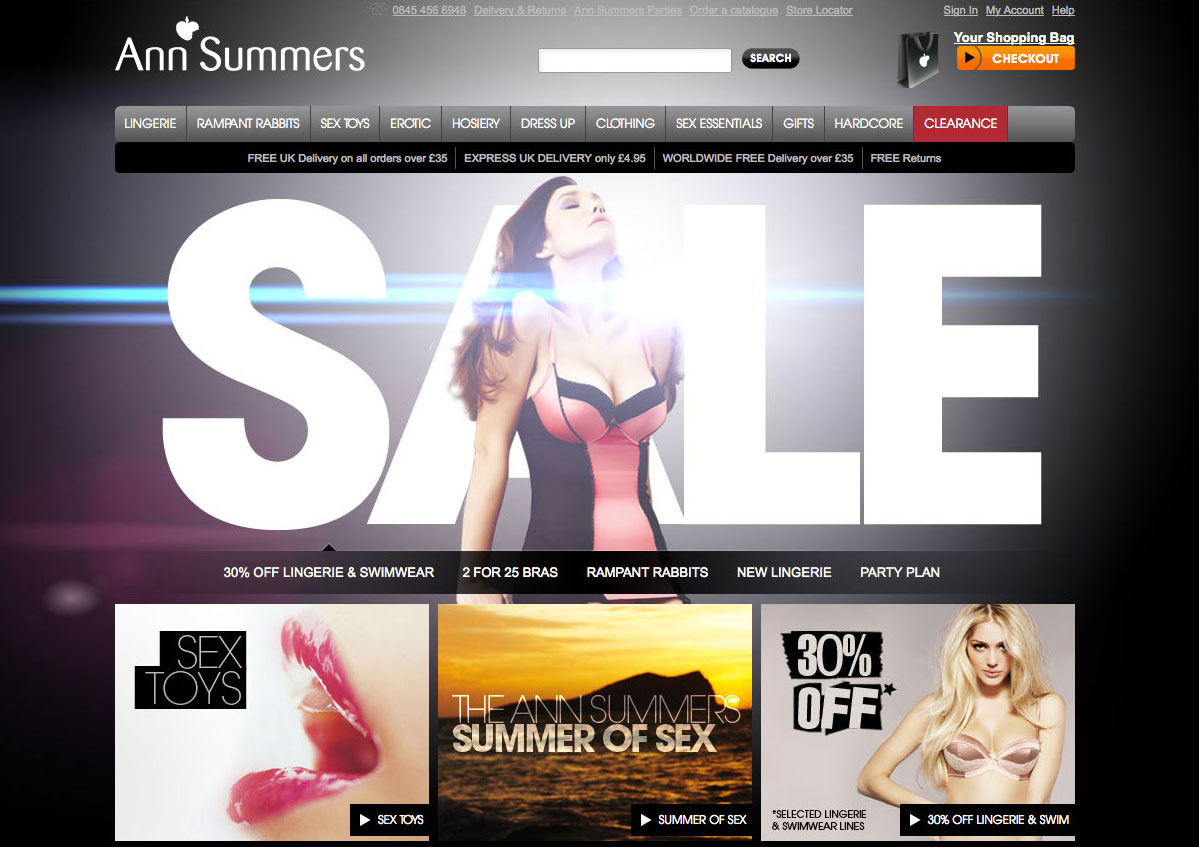 0845 456 6948 Delivery & Returns Ann Summers Parties Order a catalogue Store Locator Sign In My Account Help
Ann Summers
SEARCH
Your Shopping Bag
CHECKOUT
LINGERIE RAMPANT RABBITS SEX TOYS EROTIC HOSIERY DRESS UP CLOTHING SEX ESSENTIALS GIFTS HARDCORE CLEARANCE
FREE UK Delivery on all orders over £35 EXPRESS UK DELIVERY only £4.95 WORLDWIDE FREE Delivery over £35 FREE Returns
SALE
30% OFF LINGERIE & SWIMWEAR 2 FOR 25 BRAS RAMPANT RABBITS NEW LINGERIE PARTY PLAN
SEX
TOYS
SEX TOYS
THE ANN SUMMERS
SUMMER OF SEX
SUMMER OF SEX
30%
OFF*
*SELECTED LINGERIE
& SWIMWEAR LINES
30% OFF LINGERIE & SWIM